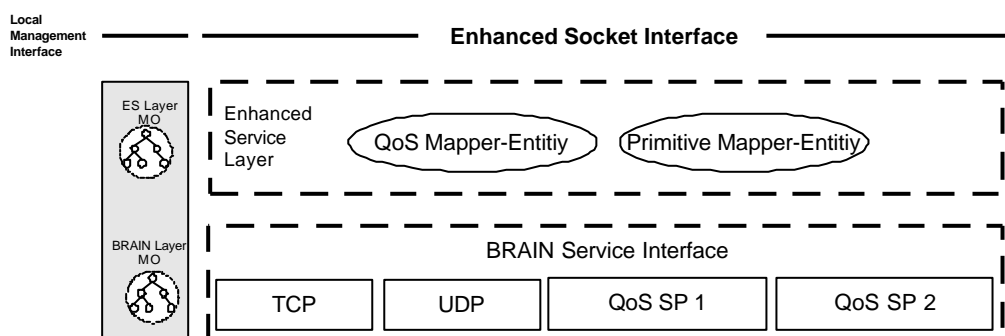 Local
Management
Interface
Enhanced Socket Interface
ES Layer
MO
Enhanced
Service
Layer
QoS Mapper-Entitiy
Primitive Mapper-Entitiy
BRAIN Layer
MO
BRAIN Service Interface
TCP
UDP
QoS SP 1
QoS SP 2